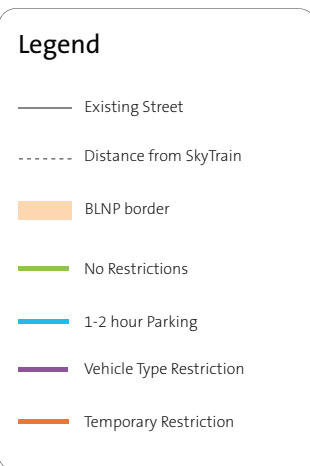 Legend
Existing Street
Distance from SkyTrain
BLNP border
No Restrictions
1-2 hour Parking
Vehicle Type Restriction
Temporary Restriction